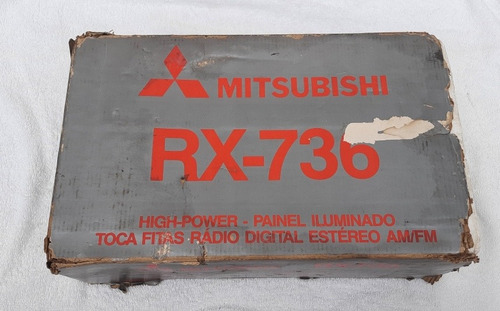 MITSUBISHI
RX-736
HIGH-POWER - PAINEL ILUMINADO
TOCA FITAS RÁDIO DIGITAL ESTÉREO AM/FM